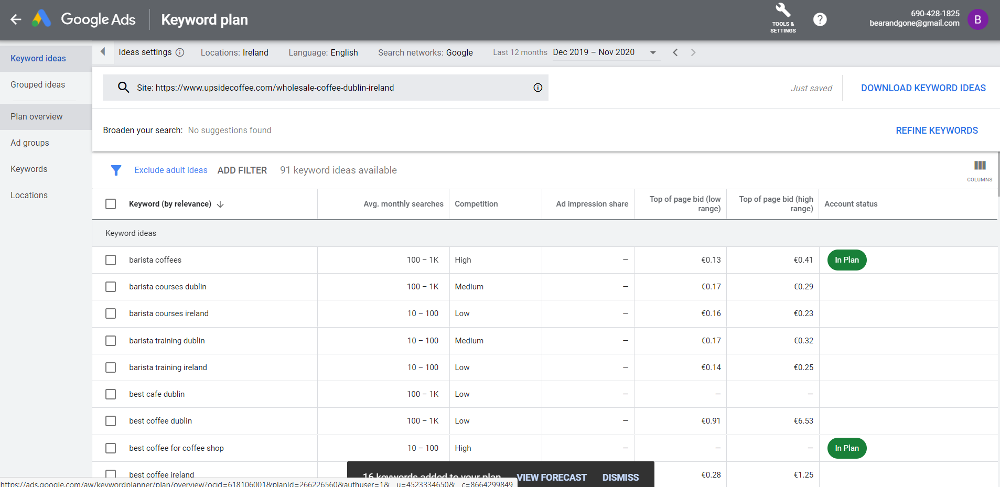 Google Ads
Keyword plan
TOOLS &
SETTINGS
?
690-428-1825
bearandgone@gmail.com
B
Keyword ideas
Grouped ideas
Plan overview
Ad groups
Keywords
Locations
Ideas settings
Locations: Ireland
Language: English
Search networks: Google
Last 12 months
Dec 2019 – Nov 2020
Site: https://www.upsidecoffee.com/wholesale-coffee-dublin-ireland
Just saved
DOWNLOAD KEYWORD IDEAS
Broaden your search: No suggestions found
REFINE KEYWORDS
Exclude adult ideas
ADD FILTER
91 keyword ideas available
COLUMNS
Keyword (by relevance)
Avg. monthly searches
Competition
Ad impression share
Top of page bid (low
range)
Top of page bid (high
range)
Account status
Keyword ideas
barista coffees 100 – 1K High – €0.13 €0.41 In Plan
barista courses dublin 100 – 1K Medium – €0.17 €0.29
barista courses ireland 10 – 100 Low – €0.16 €0.23
barista training dublin 10 – 100 Medium – €0.17 €0.32
barista training ireland 10 – 100 Low – €0.14 €0.25
best cafe dublin 100 – 1K Low – – –
best coffee dublin 100 – 1K Low – €0.91 €6.53
best coffee for coffee shop 10 – 100 High – – – In Plan
best coffee ireland €0.28 €1.25
16 keywords added to your plan VIEW FORECAST DISMISS
https://ads.google.com/aw/keywordplanner/plan/overview?ocid=618106001&planId=266226560&authuser=1&__u=4523334650&__c=8664299849